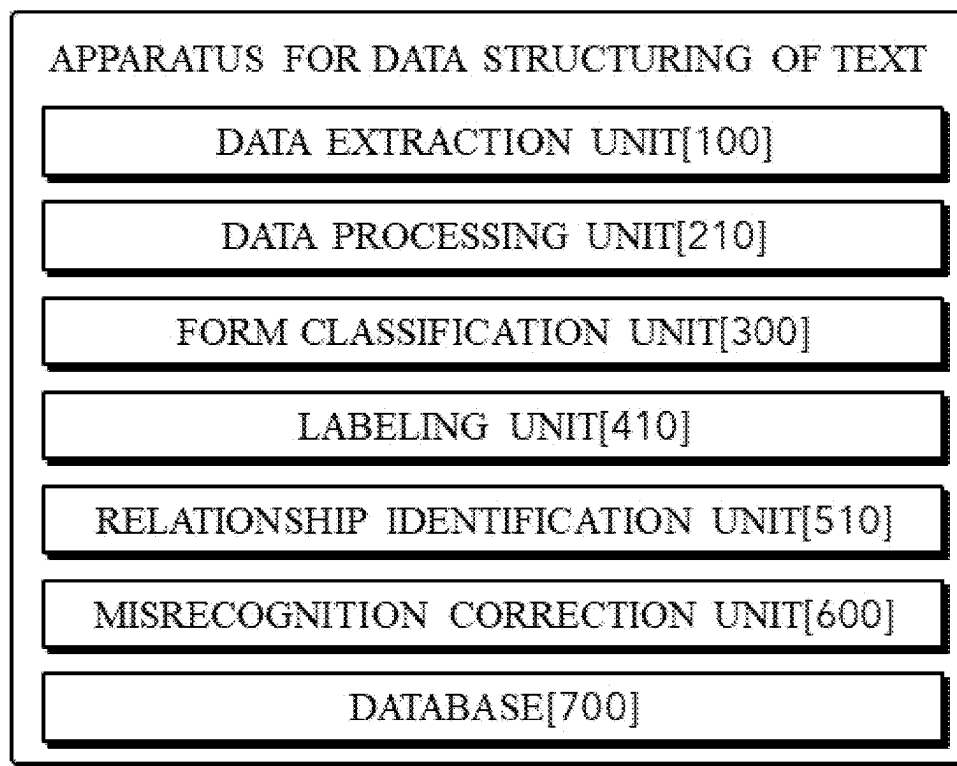 APPARATUS FOR DATA STRUCTURING OF TEXT
DATA EXTRACTION UNIT[100]
DATA PROCESSING UNIT[210]
FORM CLASSIFICATION UNIT[300]
LABELING UNIT[410]
RELATIONSHIP IDENTIFICATION UNIT[510]
MISRECOGNITION CORRECTION UNIT[600]
DATABASE[700]